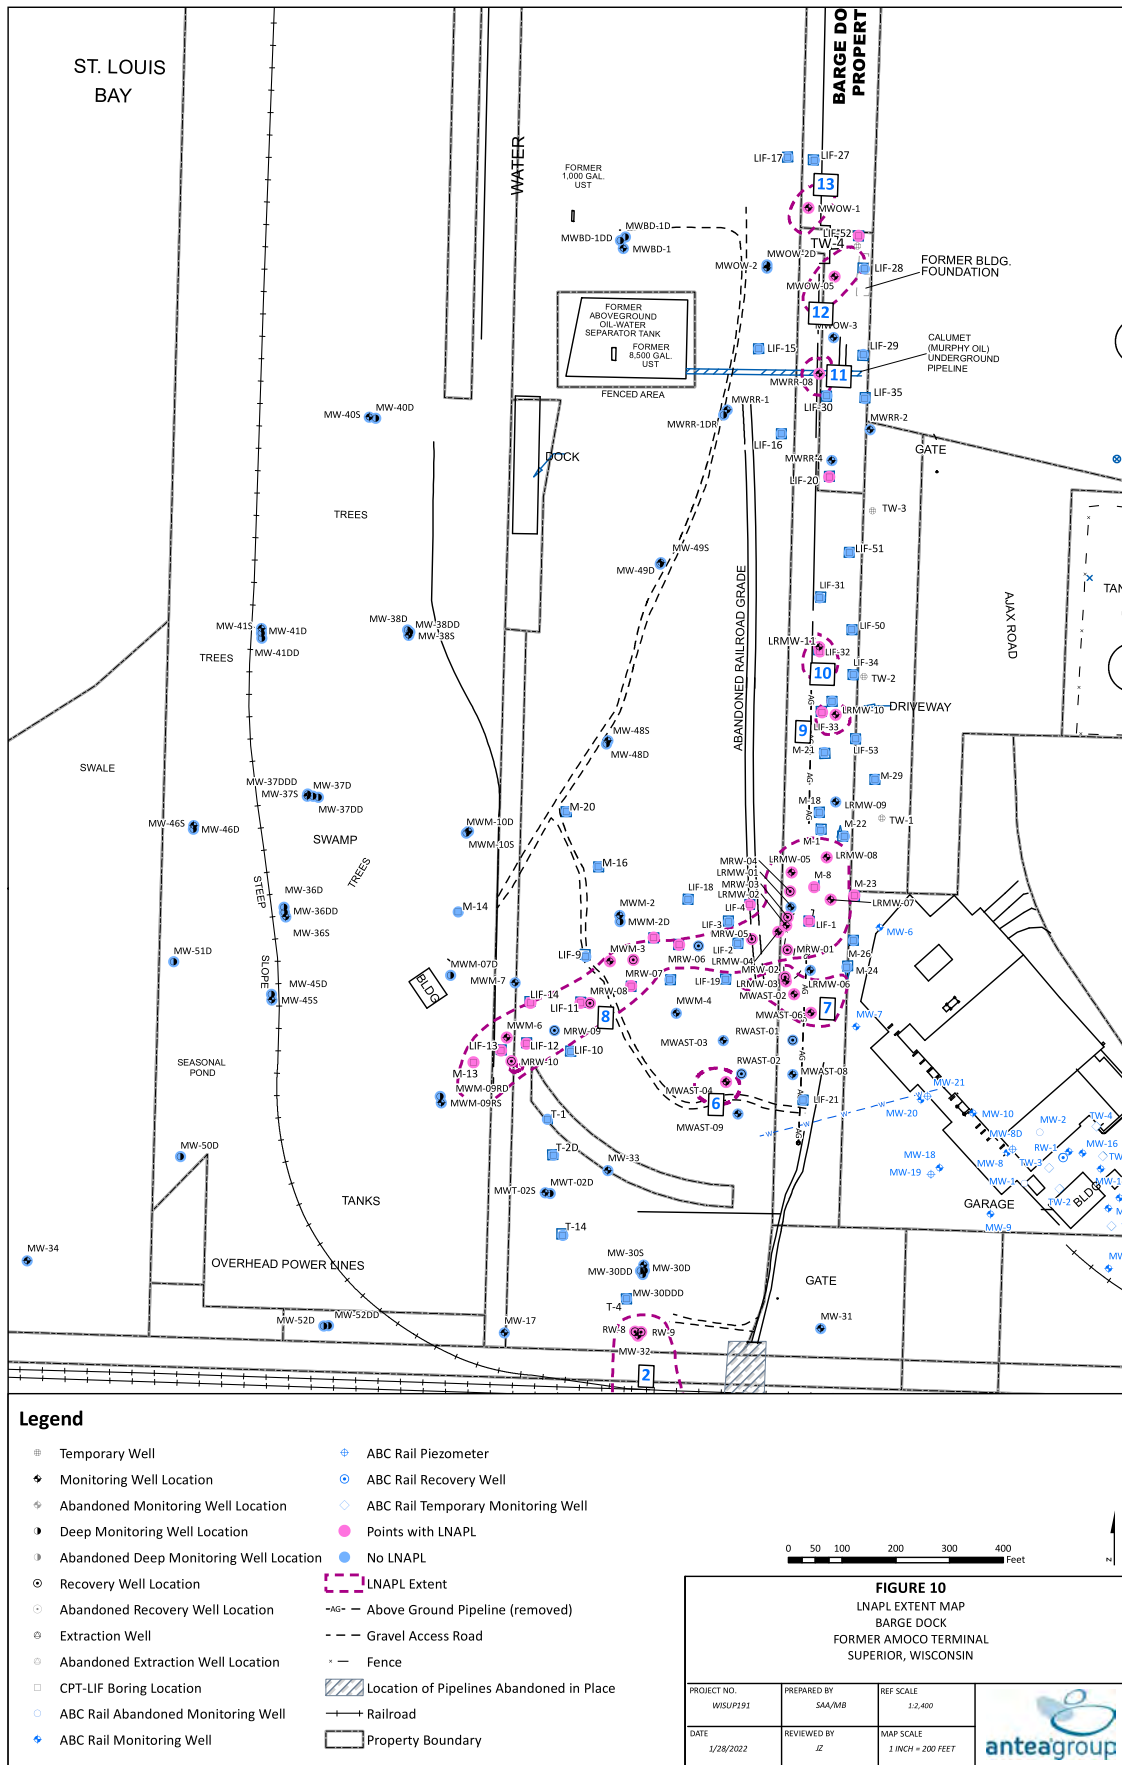 ST. LOUIS
BAY
WATER
BARGE DO
PROPERT
FORMER
1,000 GAL.
UST
LIF-17
LIF-27
13
MWOW-1
MWBD-1D
MWBD-1DD
MWBD-1
LIF-52
TW-4
MWOW-2D
MWOW-2
LIF-28
FORMER BLDG.
FOUNDATION
MWOW-05
12
MWOW-3
FORMER
ABOVEGROUND
OIL-WATER
SEPARATOR TANK
FORMER
8,500 GAL.
UST
FENCED AREA
LIF-15
LIF-29
CALUMET
(MURPHY OIL)
UNDERGROUND
PIPELINE
MWRR-08
11
LIF-30
LIF-35
MWRR-1
MWRR-1DR
MWRR-2
LIF-16
GATE
MW-40S
MW-40D
DOCK
MWRR-4
LIF-20
TREES
TW-3
MW-49S
MW-49D
LIF-51
ABANDONED RAILROAD GRADE
LIF-31
AJAX ROAD
TAN
MW-41S
MW-41D
MW-41DD
TREES
MW-38D
MW-38DD
MW-38S
LIF-50
LRMW-11
LIF-32
10
LIF-34
TW-2
AG
LRMW-10
DRIVEWAY
LIF-33
9
MW-48S
MW-48D
M-21
LIF-53
SWALE
AG
M-29
MW-37DDD
MW-37D
MW-37S
MW-37DD
M-20
M-18
LRMW-09
AG
TW-1
MW-46S
MW-46D
SWAMP
MWM-10D
MWM-10S
M-1
M-22
TREES
M-16
MRW-04
LRMW-05
LRMW-08
LRMW-01
MRW-03
LRMW-02
M-8
M-23
STEEP
MW-36D
MW-36DD
MW-36S
M-14
LIF-18
LIF-4
LRMW-07
MWM-2
MWM-2D
LIF-3
LIF-1
MW-6
MRW-05
LIF-2
MW-51D
LIF-9
MWM-3
MRW-06
LRMW-04
MRW-01
M-26
SLOPE
MWM-07D
MWM-7
BLDG
MRW-07
LIF-19
MRW-02
LRMW-03
LRMW-06
M-24
MW-45D
MW-45S
LIF-14
LIF-11
MRW-08
8
MWM-4
MWAST-02
AG
MWAST-06
7
MW-7
MWM-6
MRW-09
LIF-13
LIF-12
LIF-10
MWAST-03
RWAST-01
SEASONAL
POND
M-13
MRW-10
RWAST-02
MWAST-08
MWM-09RD
MWM-09RS
MWAST-04
6
LIF-21
MWAST-09
MW-21
MW-20
MW-10
MW-2
TW-4
T-1
W
W
W
AG
MW-8D
RW-1
MW-16
MW-50D
T-2D
MW-33
MW-18
MW-19
MW-8
TW-3
TW
MW-1
MW-1
MWT-02S
MWT-02D
TANKS
GARAGE
TW-2
BLDG
MW-9
T-14
MW-34
OVERHEAD POWER LINES
MW-30S
MW-30D
MW-30DD
MW-30DDD
GATE
T-4
MW-52D
MW-52DD
MW-17
RW-8
RW-9
MW-32
MW-31
2
Legend
Temporary Well
Monitoring Well Location
Abandoned Monitoring Well Location
Deep Monitoring Well Location
Abandoned Deep Monitoring Well Location
Recovery Well Location
Abandoned Recovery Well Location
Extraction Well
Abandoned Extraction Well Location
CPT-LIF Boring Location
ABC Rail Abandoned Monitoring Well
ABC Rail Monitoring Well
ABC Rail Piezometer
ABC Rail Recovery Well
ABC Rail Temporary Monitoring Well
Points with LNAPL
No LNAPL
LNAPL Extent
-AG- Above Ground Pipeline (removed)
Gravel Access Road
Fence
Location of Pipelines Abandoned in Place
Railroad
Property Boundary
0 50 100 200 300 400
Feet
z
FIGURE 10
LNAPL EXTENT MAP
BARGE DOCK
FORMER AMOCO TERMINAL
SUPERIOR, WISCONSIN
PROJECT NO.
WISUP191
PREPARED BY
SAA/MB
REF SCALE
1:2,400
DATE
1/28/2022
REVIEWED BY
JZ
MAP SCALE
1 INCH = 200 FEET
anteagroup